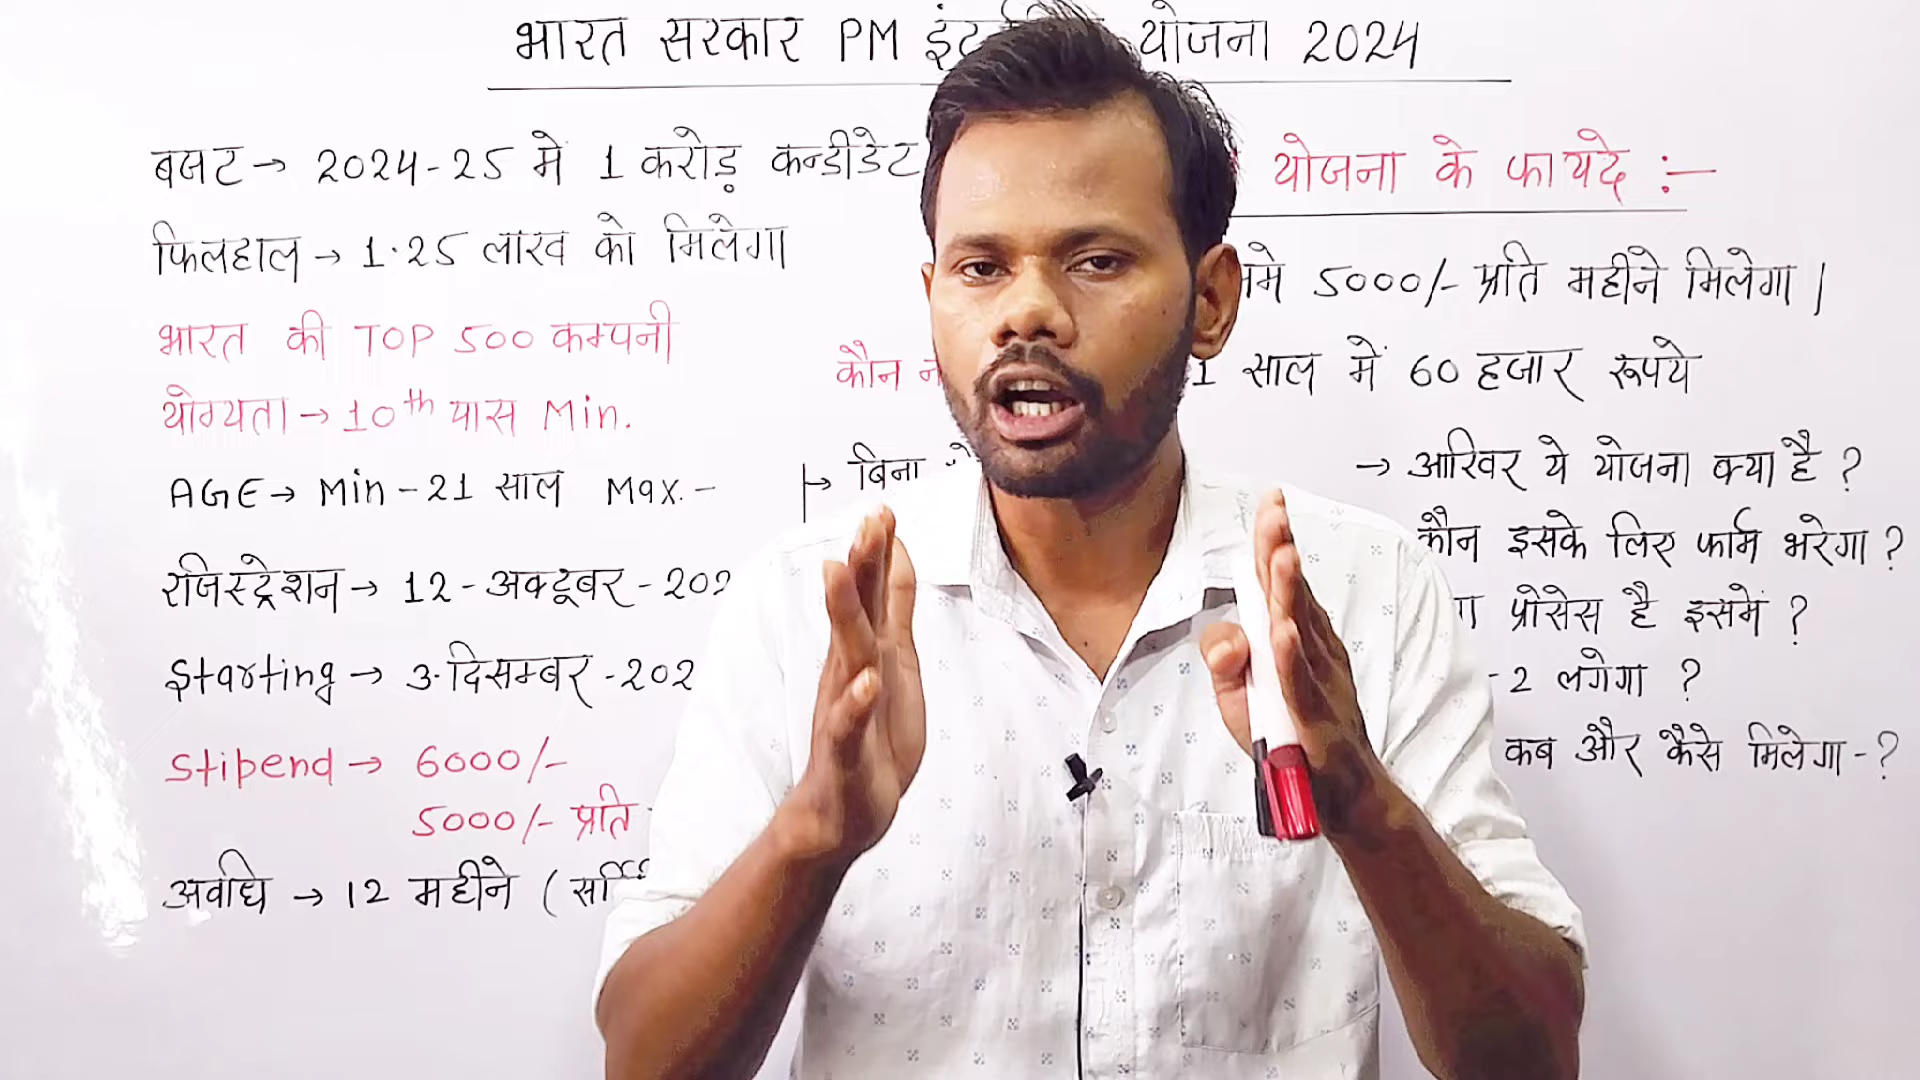 भारत सरकार PM योजना 2024
बजट → 2024-25 मे 1 करोड़ कन्डीडेट
फिलहाल → 1.25 लाख को मिलेगा
भारत की TOP 500 कम्पनी
योग्यता → 10th पास Min.
AGE → Min - 21 साल Max. -
रजिस्ट्रेशन → 12 - अक्टूबर - 202
Starting → 3.दिसम्बर - 202
Stipend → 6000/-
5000/- प्रति
अवधि → 12 महीने (
कौन
→ बिना
योजना के फायदे :-
5000/- प्रति महीने मिलेगा |
1 साल में 60 हजार रूपये
→ आखिर ये योजना क्या है ?
कौन इसके लिए फार्म भरेगा ?
प्रोसेस है इसमें ?
-2 लगेगा ?
कब और कैसे मिलेगा - ?